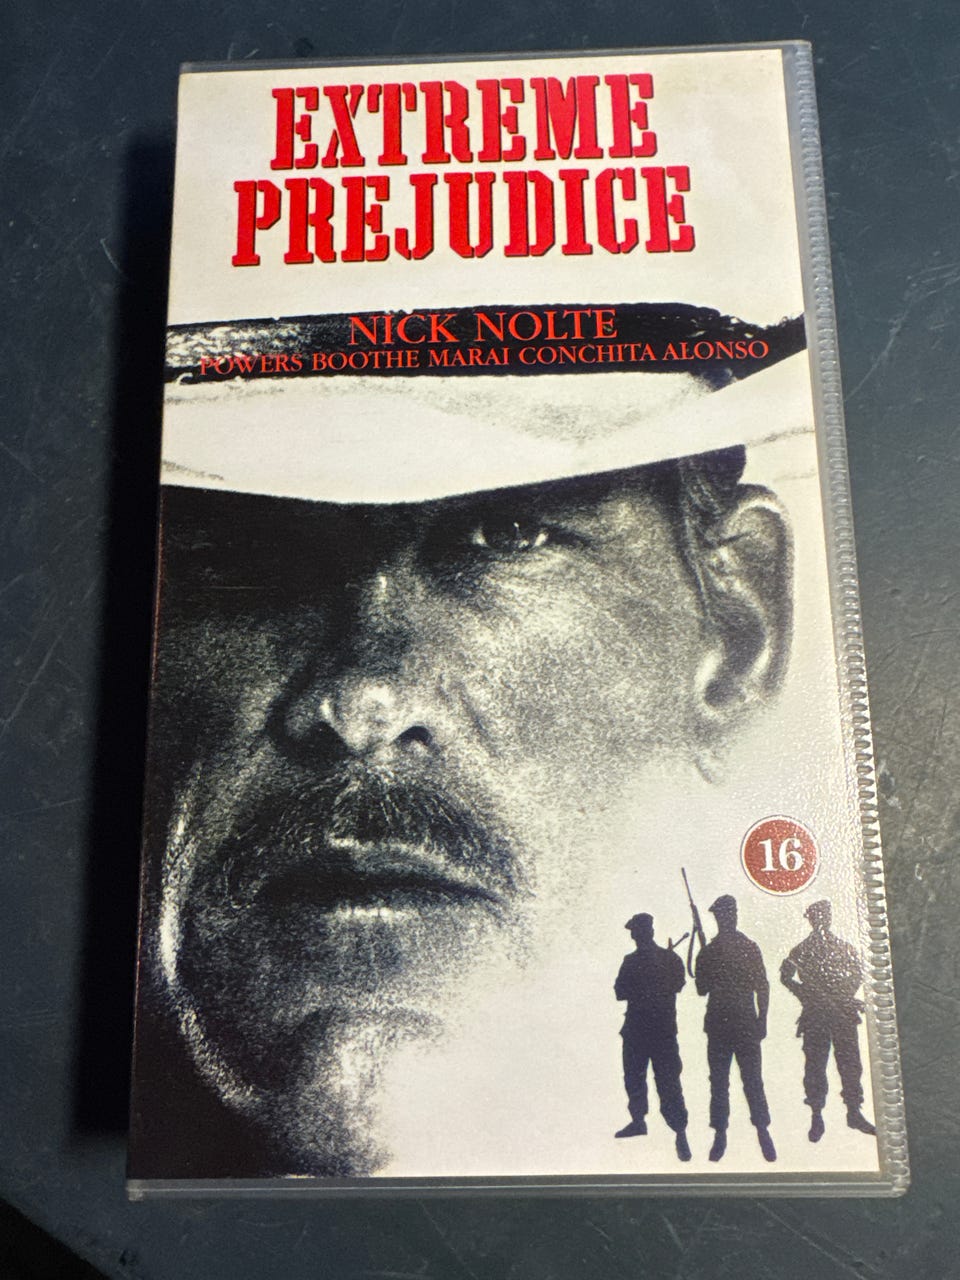 EXTREME
PREJUDICE
NICK NOLTE
POWERS BOOTHE MARAI CONCHITA ALONSO
16